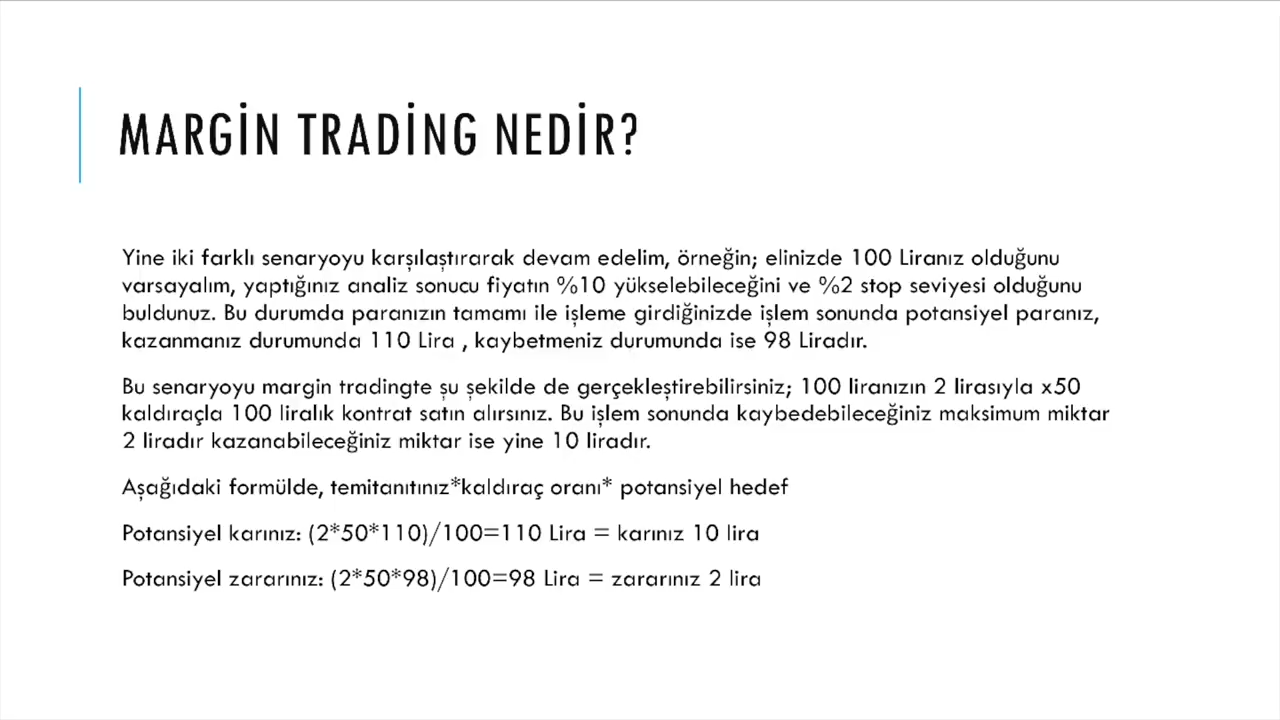 MARGİN TRADİNG NEDİR?
Yine iki farklı senaryoyu karşılaştırarak devam edelim, örneğin; elinizde 100 Liranız olduğunu
varsayalım, yaptığınız analiz sonucu fiyatın %10 yükselebileceğini ve %2 stop seviyesi olduğunu
buldunuz. Bu durumda paranızın tamamı ile işleme girdiğinizde işlem sonunda potansiyel paranız,
kazanmanız durumunda 110 Lira , kaybetmeniz durumunda ise 98 Liradır.
Bu senaryoyu margin tradingte şu şekilde de gerçekleştirebilirsiniz; 100 liranızın 2 lirasıyla x50
kaldıraçla 100 liralık kontrat satın alırsınız. Bu işlem sonunda kaybedebileceğiniz maksimum miktar
2 liradır kazanabileceğiniz miktar ise yine 10 liradır.
Aşağıdaki formülde, temitanıtınız*kaldıraç oranı* potansiyel hedef
Potansiyel karınız: (2*50*110)/100=110 Lira = karınız 10 lira
Potansiyel zararınız: (2*50*98)/100=98 Lira = zararınız 2 lira